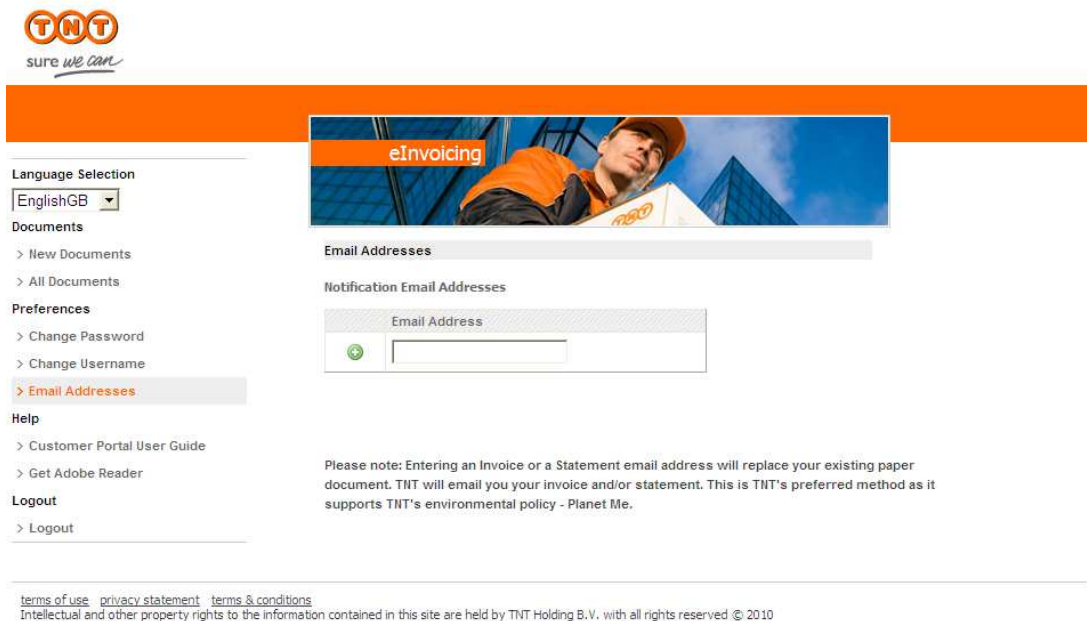 TNT
sure we can
eInvoicing
TNT
Language Selection
EnglishGB
Documents
> New Documents
> All Documents
Preferences
> Change Password
> Change Username
> Email Addresses
Help
> Customer Portal User Guide
> Get Adobe Reader
Logout
> Logout
Email Addresses
Notification Email Addresses
Email Address
Please note: Entering an Invoice or a Statement email address will replace your existing paper
document. TNT will email you your invoice and/or statement. This is TNT's preferred method as it
supports TNT's environmental policy - Planet Me.
terms of use privacy statement terms & conditions
Intellectual and other property rights to the information contained in this site are held by TNT Holding B.V. with all rights reserved © 2010